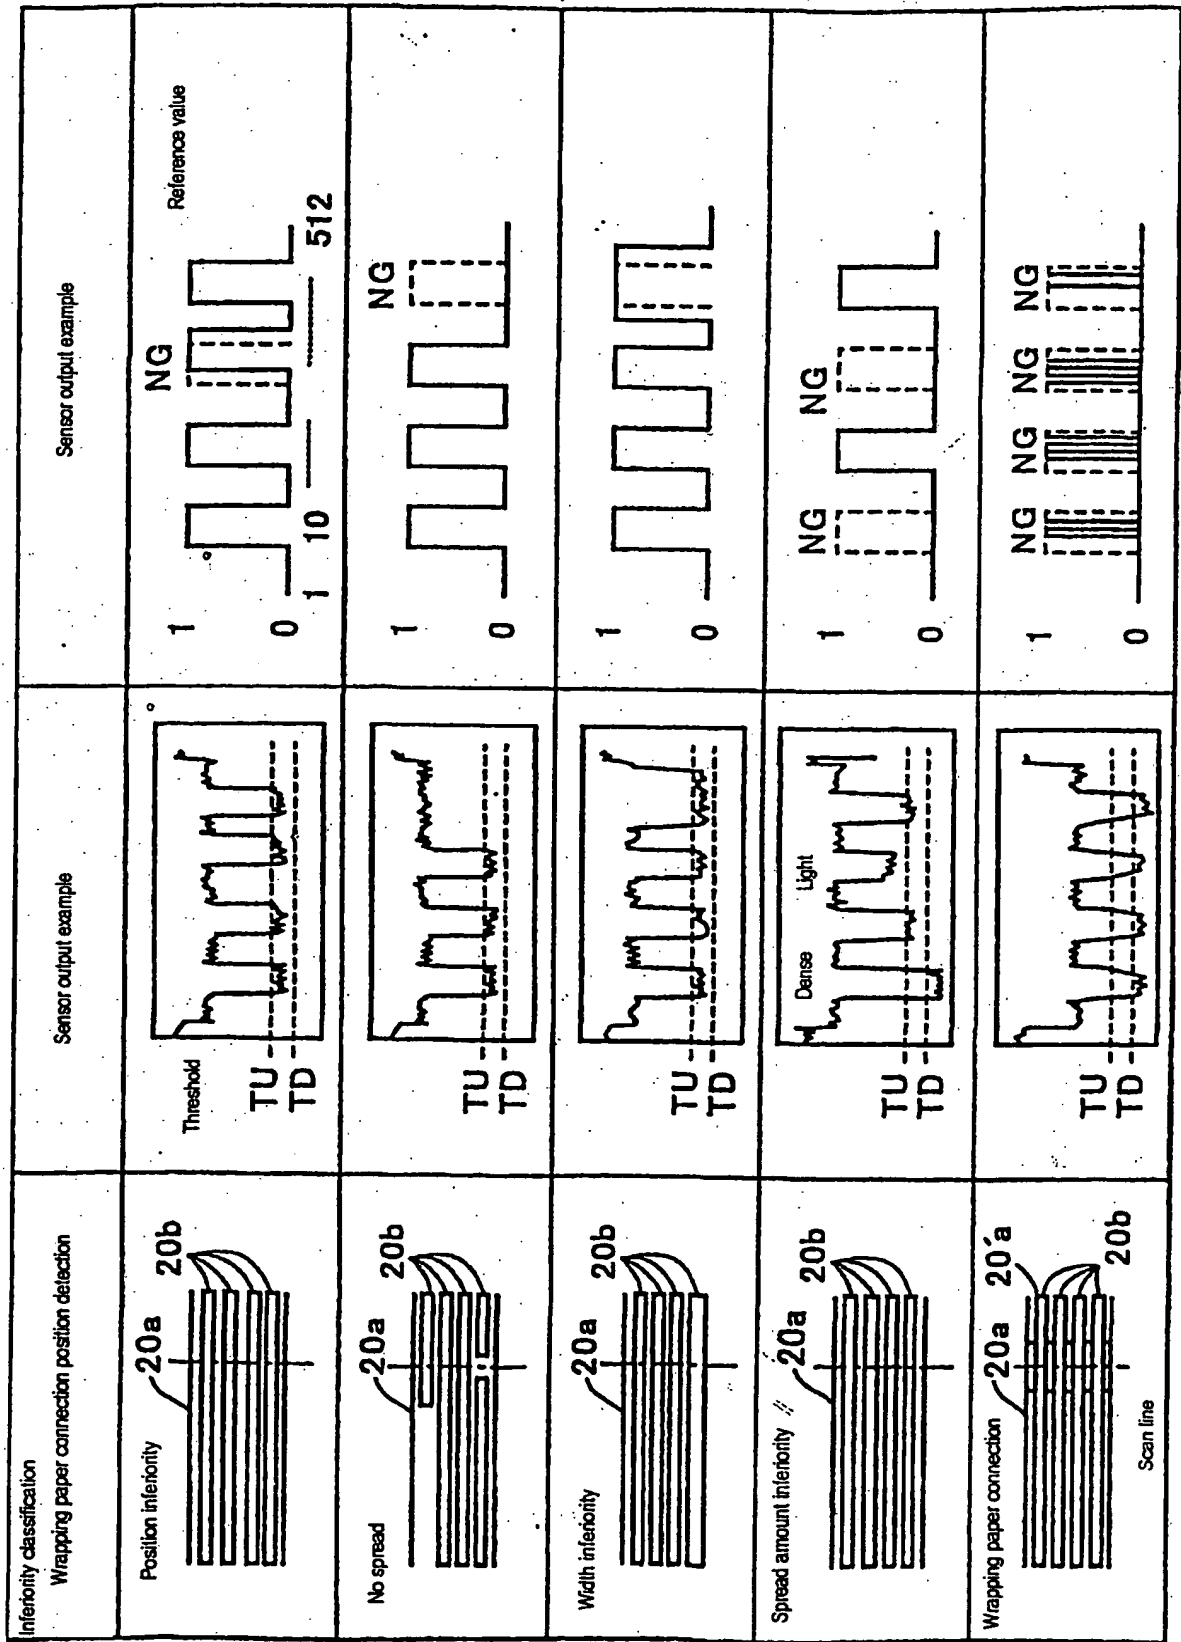 Inferiority classification
Wrapping paper connection position detection
Sensor output example
Sensor output example
Position inferiority
20a
20b
Threshold
TU
TD
1
0
NG
Reference value
1
10
512
No spread
20a
20b
TU
TD
1
0
NG
Width inferiority
20a
20b
TU
TD
1
0
Spread amount inferiority
20a
20b
Dense
Light
TU
TD
1
0
NG
NG
Wrapping paper connection
20a
20'a
20b
Scan line
TU
TD
1
0
NG
NG
NG
NG